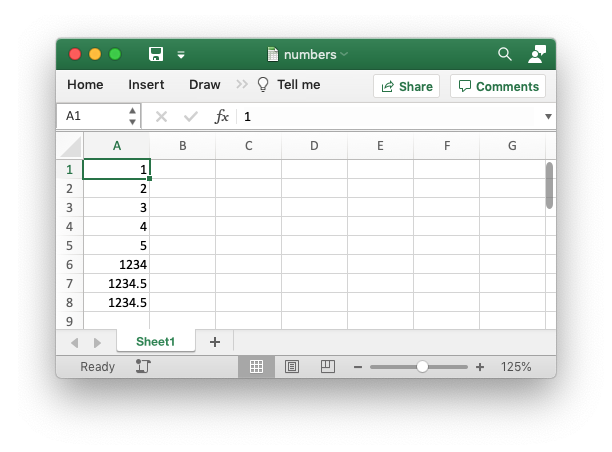 numbers
Home Insert Draw Tell me Share Comments
A1 fx 1
A B C D E F G
1 1
2 2
3 3
4 4
5 5
6 1234
7 1234.5
8 1234.5
9
Sheet1 +
Ready 125%